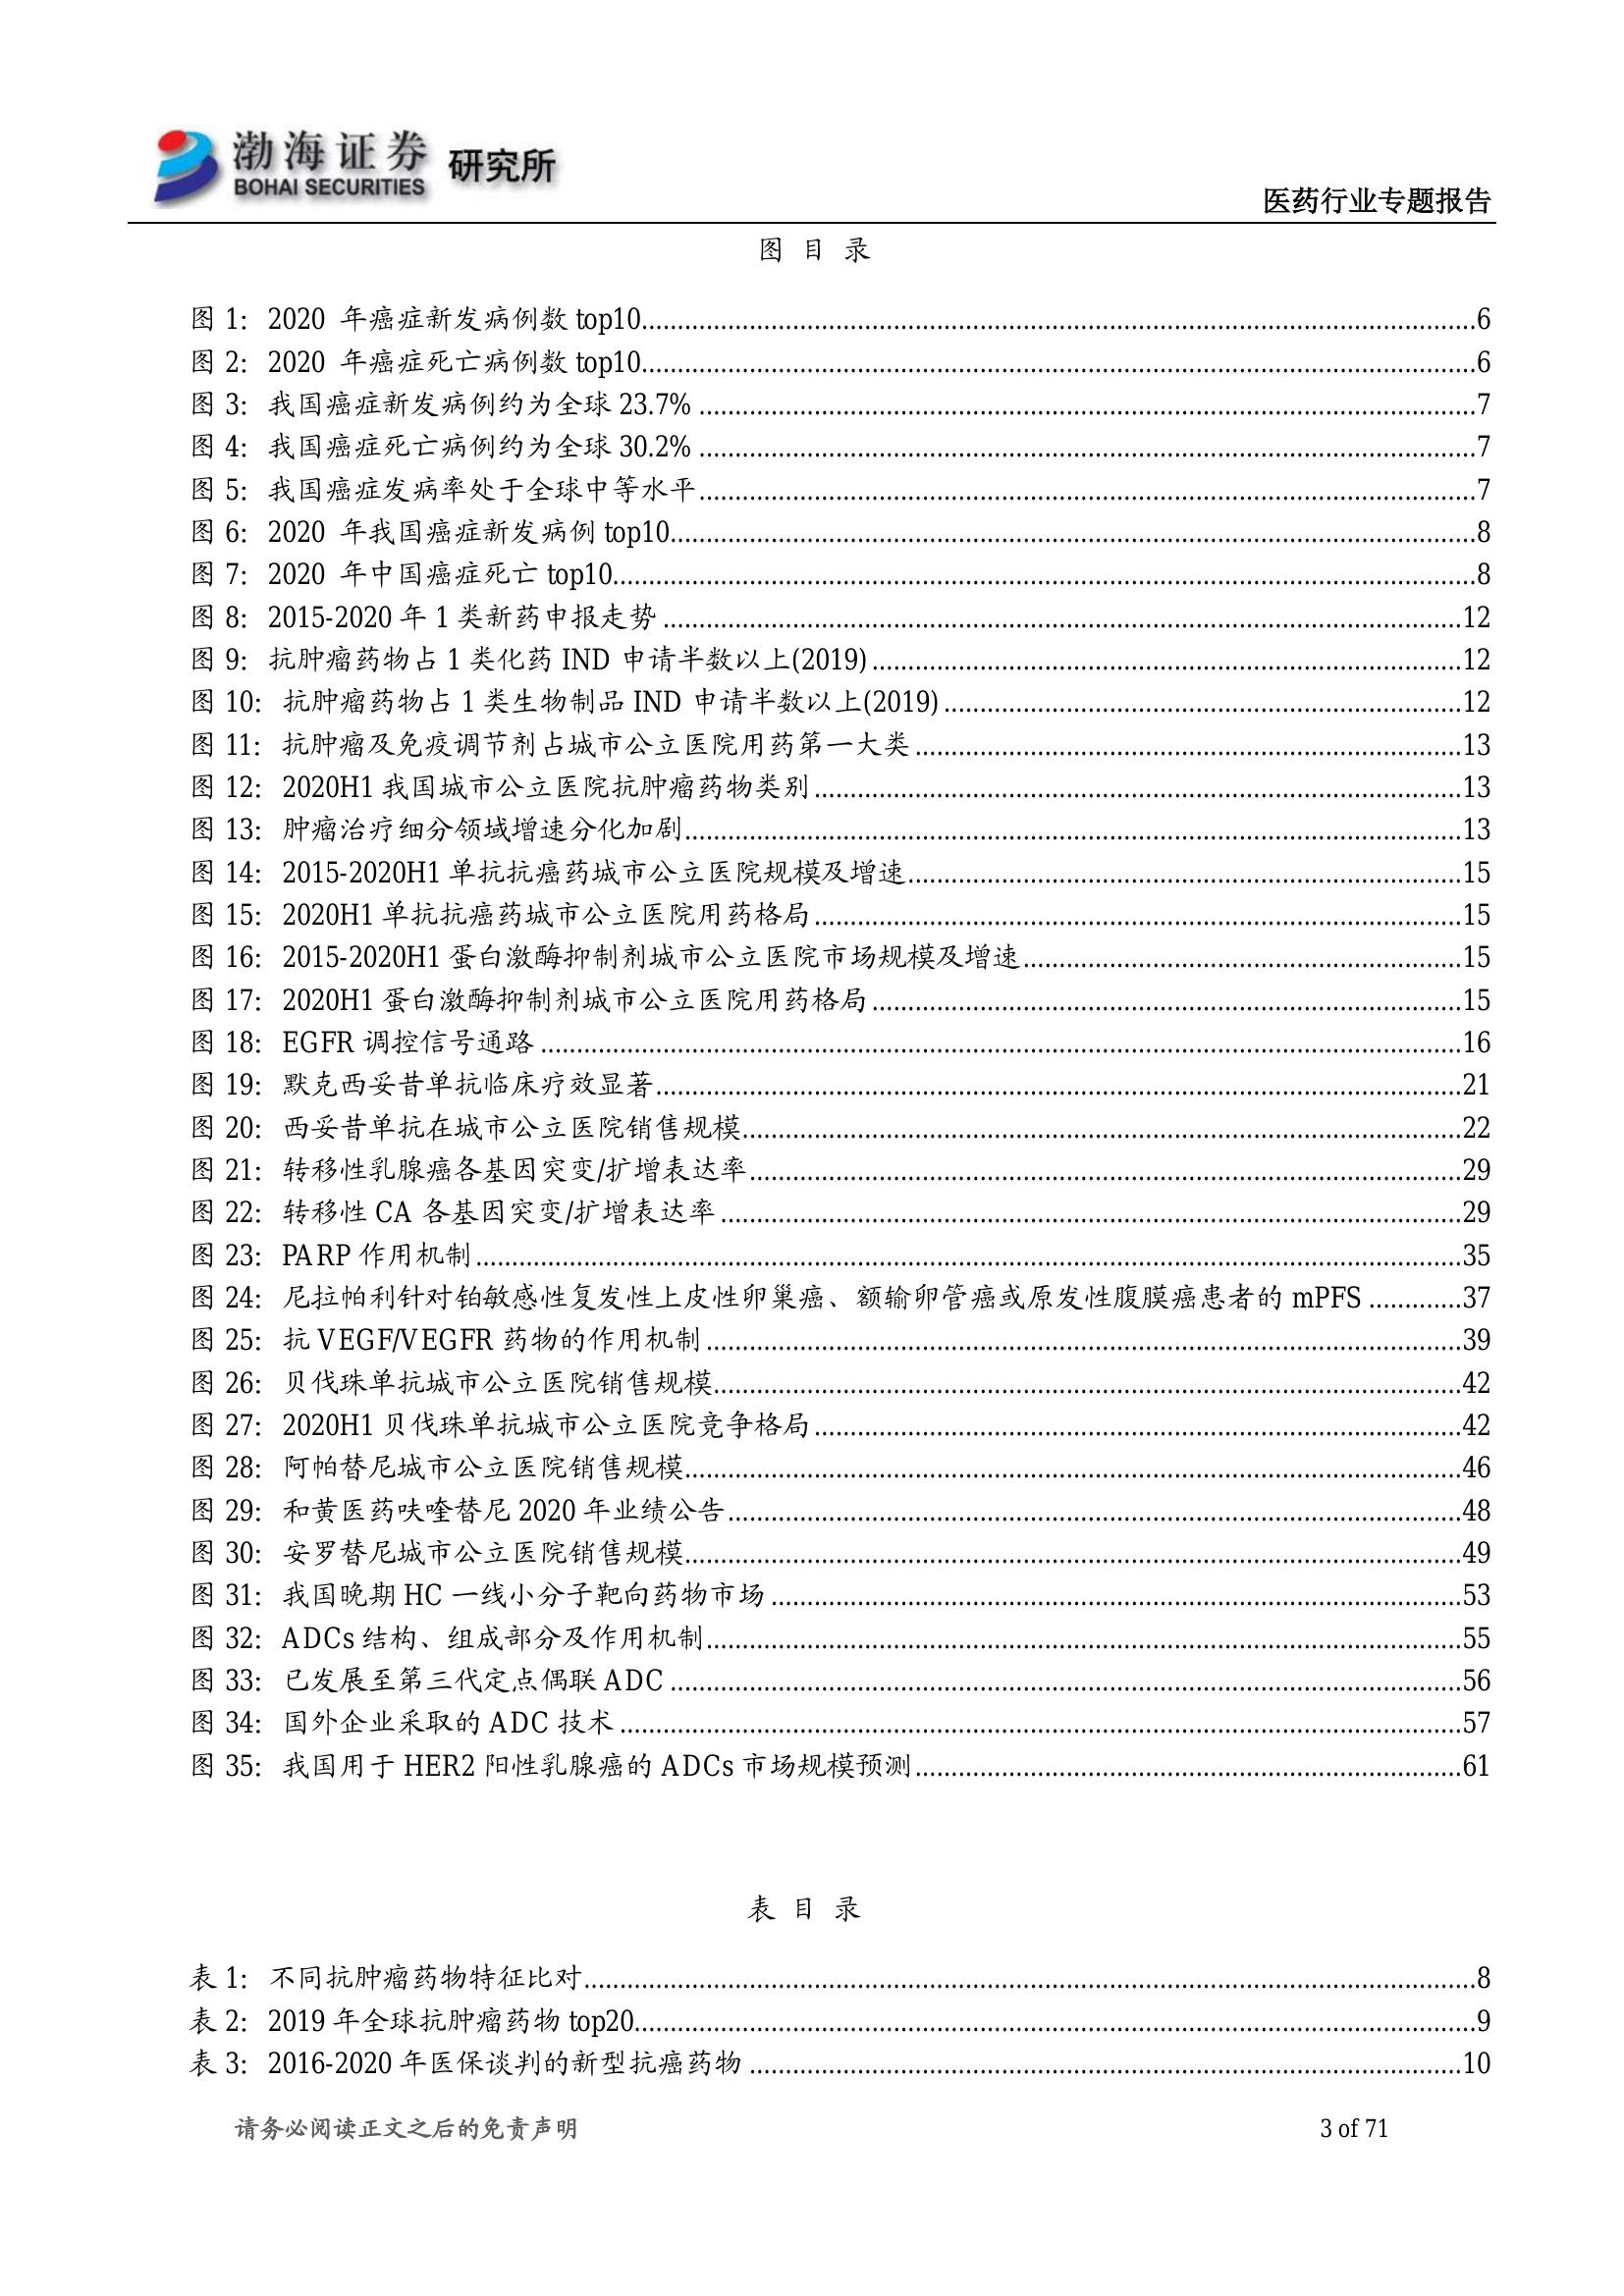 渤海证券 研究所
BOHAI SECURITIES
医药行业专题报告
图 目 录
图 1: 2020 年癌症新发病例数 top10........6
图 2: 2020 年癌症死亡病例数 top10........6
图 3: 我国癌症新发病例约为全球 23.7% ........7
图 4: 我国癌症死亡病例约为全球 30.2% ........7
图 5: 我国癌症发病率处于全球中等水平........7
图 6: 2020 年我国癌症新发病例 top10........8
图 7: 2020 年中国癌症死亡 top10........8
图 8: 2015-2020 年 1 类新药申报走势 ........12
图 9: 抗肿瘤药物占 1 类化药 IND 申请半数以上(2019) ........12
图 10: 抗肿瘤药物占 1 类生物制品 IND 申请半数以上(2019) ........12
图 11: 抗肿瘤及免疫调节剂占城市公立医院用药第一大类 ........13
图 12: 2020H1 我国城市公立医院抗肿瘤药物类别 ........13
图 13: 肿瘤治疗细分领域增速分化加剧........13
图 14: 2015-2020H1 单抗抗癌药城市公立医院规模及增速........15
图 15: 2020H1 单抗抗癌药城市公立医院用药格局 ........15
图 16: 2015-2020H1 蛋白激酶抑制剂城市公立医院市场规模及增速........15
图 17: 2020H1 蛋白激酶抑制剂城市公立医院用药格局 ........15
图 18: EGFR 调控信号通路 ........16
图 19: 默克西妥昔单抗临床疗效显著........21
图 20: 西妥昔单抗在城市公立医院销售规模........22
图 21: 转移性乳腺癌各基因突变/扩增表达率........29
图 22: 转移性 CA 各基因突变/扩增表达率 ........29
图 23: PARP 作用机制........35
图 24: 尼拉帕利针对铂敏感性复发性上皮性卵巢癌、额输卵管癌或原发性腹膜癌患者的 mPFS ........37
图 25: 抗 VEGF/VEGFR 药物的作用机制 ........39
图 26: 贝伐珠单抗城市公立医院销售规模........42
图 27: 2020H1 贝伐珠单抗城市公立医院竞争格局 ........42
图 28: 阿帕替尼城市公立医院销售规模........46
图 29: 和黄医药呋喹替尼 2020 年业绩公告........48
图 30: 安罗替尼城市公立医院销售规模........49
图 31: 我国晚期 HC 一线小分子靶向药物市场 ........53
图 32: ADCs 结构、组成部分及作用机制........55
图 33: 已发展至第三代定点偶联 ADC ........56
图 34: 国外企业采取的 ADC 技术 ........57
图 35: 我国用于 HER2 阳性乳腺癌的 ADCs 市场规模预测........61
表 目 录
表 1: 不同抗肿瘤药物特征比对........8
表 2: 2019 年全球抗肿瘤药物 top20........9
表 3: 2016-2020 年医保谈判的新型抗癌药物 ........10
请务必阅读正文之后的免责声明 3 of 71